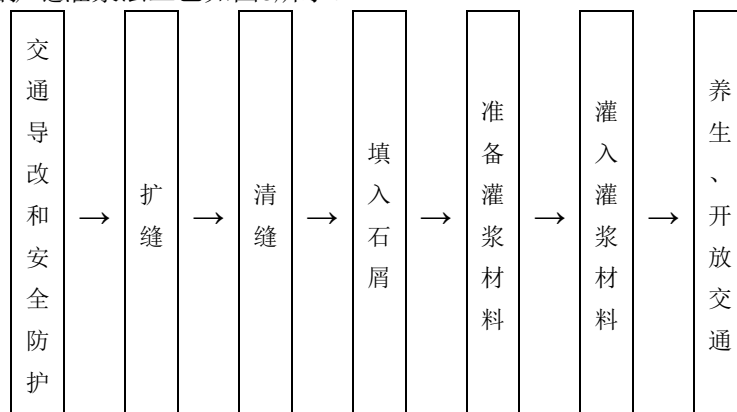 交通导改和安全防护
→
扩缝
→
清缝
→
填入石屑
→
准备灌浆材料
→
灌入灌浆材料
→
养生、开放交通